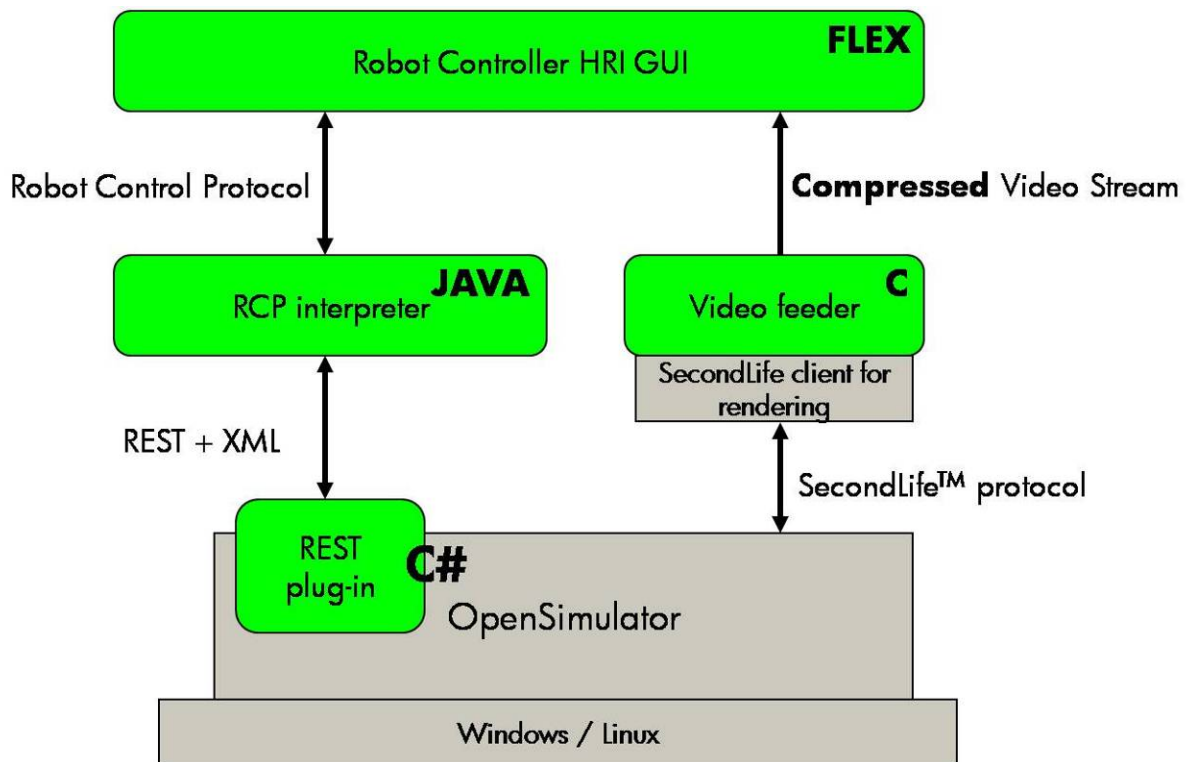 FLEX
Robot Controller HRI GUI
Robot Control Protocol
Compressed Video Stream
JAVA
RCP interpreter
C
Video feeder
SecondLife client for
rendering
REST + XML
SecondLife™ protocol
REST
plug-in
C#
OpenSimulator
Windows / Linux